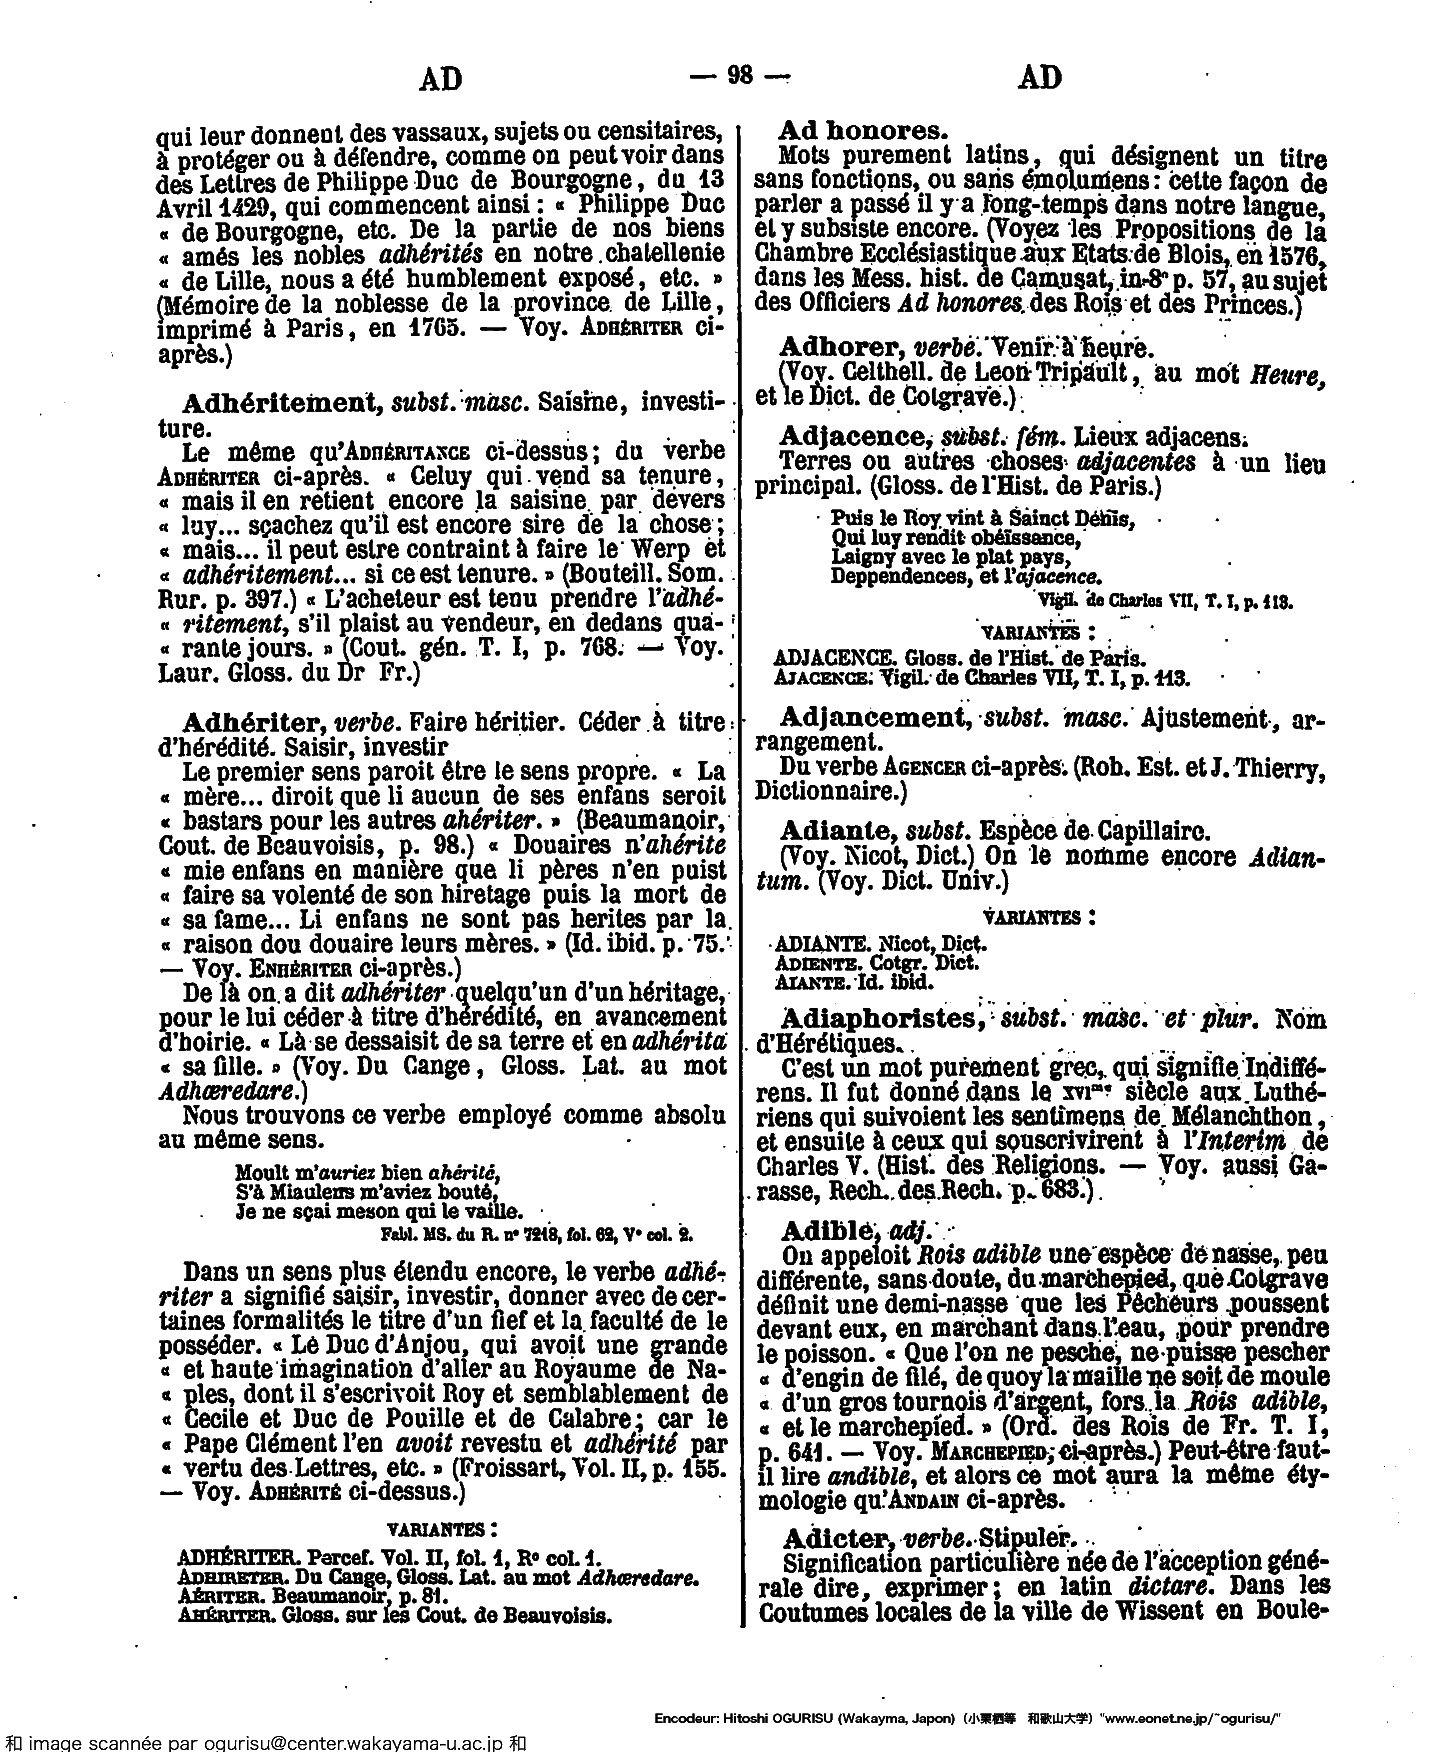 AD — 98 — AD
qui leur donnent des vassaux, sujets ou censitaires,
à protéger ou à défendre, comme on peut voir dans
des Lettres de Philippe Duc de Bourgogne, du 13
Avril 1429, qui commencent ainsi : « Philippe Duc
« de Bourgogne, etc. De la partie de nos biens
« amés les nobles adhérités en notre chatellenie
« de Lille, nous a été humblement exposé, etc. »
(Mémoire de la noblesse de la province de Lille,
imprimé à Paris, en 1765. — Voy. ADHÉRITER ci-
après.)
Adhéritement, subst. masc. Saisine, investi-
ture.
Le même qu'ADHÉRITANCE ci-dessus; du verbe
ADHÉRITER ci-après. « Celuy qui vend sa tenure,
« mais il en retient encore la saisine par devers
« luy... sçachez qu'il est encore sire de la chose;
« mais... il peut estre contraint à faire le Werp et
« adhéritement... si ce est tenure. » (Bouteill. Som.
Rur. p. 397.) « L'acheteur est tenu prendre l'adhé-
« ritement, s'il plaist au vendeur, en dedans qua-
« rante jours. » (Cout. gén. T. I, p. 768. — Voy.
Laur. Gloss. du Dr Fr.)
Adhériter, verbe. Faire héritier. Céder à titre
d'hérédité. Saisir, investir
Le premier sens paroit être le sens propre. « La
« mère... diroit que li aucun de ses enfans seroit
« bastars pour les autres ahériter. » (Beaumanoir,
Cout. de Beauvoisis, p. 98.) « Douaires n'ahérite
« mie enfans en manière que li pères n'en puist
« faire sa volenté de son hiretage puis la mort de
« sa fame... Li enfans ne sont pas herites par la
« raison dou douaire leurs mères. » (Id. ibid. p. 75.
— Voy. ENHÉRITER ci-après.)
De là on a dit adhériter quelqu'un d'un héritage,
pour le lui céder à titre d'hérédité, en avancement
d'hoirie. « Là se dessaisit de sa terre et en adhérita
« sa fille. » (Voy. Du Cange, Gloss. Lat. au mot
Adhæredare.)
Nous trouvons ce verbe employé comme absolu
au même sens.
Moult m'auriez bien ahérité,
S'à Miaulens m'aviez bouté,
Je ne sçai meson qui le vaille.
Fabl. MS. du R. n° 7218, fol. 62, V° col. 2.
Dans un sens plus étendu encore, le verbe adhé-
riter a signifié saisir, investir, donner avec de cer-
taines formalités le titre d'un fief et la faculté de le
posséder. « Le Duc d'Anjou, qui avoit une grande
« et haute imagination d'aller au Royaume de Na-
« ples, dont il s'escrivoit Roy et semblablement de
« Cecile et Duc de Pouille et de Calabre; car le
« Pape Clément l'en avoit revestu et adhérité par
« vertu des Lettres, etc. » (Froissart, Vol. II, p. 155.
— Voy. ADHÉRITÉ ci-dessus.)
VARIANTES :
ADHÉRITER. Percef. Vol. II, fol. 1, R° col. 1.
ADHIRETER. Du Cange, Gloss. Lat. au mot Adhæredare.
AÉRITER. Beaumanoir, p. 81.
AHÉRITER. Gloss. sur les Cout. de Beauvoisis.
Ad honores.
Mots purement latins, qui désignent un titre
sans fonctions, ou sans émolumens : cette façon de
parler a passé il y a long-temps dans notre langue,
et y subsiste encore. (Voyez les Propositions de la
Chambre Ecclésiastique aux Etats de Blois, en 1576,
dans les Mess. hist. de Camusat, in-8° p. 57, au sujet
des Officiers Ad honores des Rois et des Princes.)
Adhorer, verbe. Venir à heure.
(Voy. Celthell. de Leon Tripault, au mot Heure,
et le Dict. de Cotgrave.)
Adjacence, subst. fém. Lieux adjacens.
Terres ou autres choses adjacentes à un lieu
principal. (Gloss. de l'Hist. de Paris.)
Puis le Roy vint à Sainct Denis,
Qui luy rendit obéissance,
Laigny avec le plat pays,
Deppendences, et l'ajacence.
Vigil. de Charles VII, T. I, p. 113.
VARIANTES :
ADJACENCE. Gloss. de l'Hist. de Paris.
AJACENCE. Vigil. de Charles VII, T. I, p. 113.
Adjancement, subst. masc. Ajustement, ar-
rangement.
Du verbe AGENCER ci-après. (Rob. Est. et J. Thierry,
Dictionnaire.)
Adiante, subst. Espèce de Capillaire.
(Voy. Nicot, Dict.) On le nomme encore Adian-
tum. (Voy. Dict. Univ.)
VARIANTES :
ADIANTE. Nicot, Dict.
ADIENTE. Cotgr. Dict.
AIANTE. Id. ibid.
Adiaphoristes, subst. masc. et plur. Nom
d'Hérétiques.
C'est un mot purement grec, qui signifie Indiffé-
rens. Il fut donné dans le XVIme siècle aux Luthé-
riens qui suivoient les sentimens de Mélanchthon,
et ensuite à ceux qui souscrivirent à l'Interim de
Charles V. (Hist. des Religions. — Voy. aussi Ga-
rasse, Rech. des Rech. p. 683.)
Adible, adj.
On appeloit Rois adible une espèce de nasse, peu
différente, sans doute, du marchepied, que Cotgrave
définit une demi-nasse que les Pêcheurs poussent
devant eux, en marchant dans l'eau, pour prendre
le poisson. « Que l'on ne pesche, ne puisse pescher
« d'engin de filé, de quoy la maille ne soit de moule
« d'un gros tournois d'argent, fors la Rois adible,
« et le marchepied. » (Ord. des Rois de Fr. T. I,
p. 641. — Voy. MARCHEPIED, ci-après.) Peut-être faut-
il lire andible, et alors ce mot aura la même éty-
mologie qu'ANDAIN ci-après.
Adicter, verbe. Stipuler.
Signification particulière née de l'acception géné-
rale dire, exprimer; en latin dictare. Dans les
Coutumes locales de la ville de Wissent en Boule-
Encodeur: Hitoshi OGURISU (Wakayma, Japon) (小栗栖等 和歌山大学) "www.eonet.ne.jp/~ogurisu/"
和 image scannée par ogurisu@center.wakayama-u.ac.jp 和